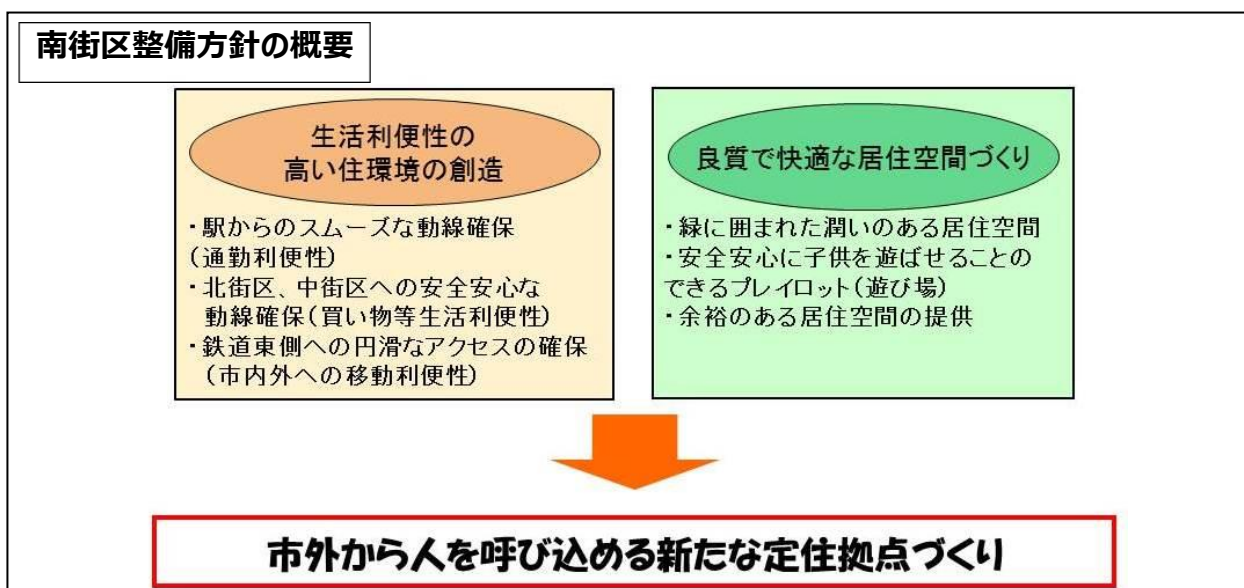 南街区整備方針の概要
生活利便性の
高い住環境の創造
・駅からのスムーズな動線確保
(通勤利便性)
・北街区、中街区への安全安心な
動線確保(買い物等生活利便性)
・鉄道東側への円滑なアクセスの確保
(市内外への移動利便性)
良質で快適な居住空間づくり
・緑に囲まれた潤いのある居住空間
・安全安心に子供を遊ばせることの
できるプレイロット(遊び場)
・余裕のある居住空間の提供
市外から人を呼び込める新たな定住拠点づくり